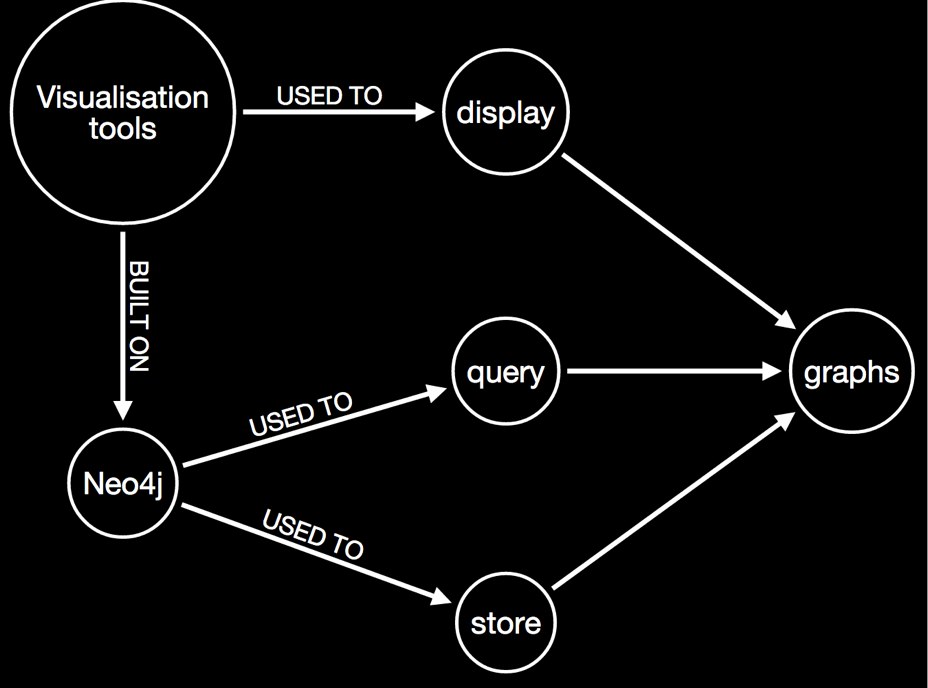 Visualisation
tools
USED TO
display
BUILT ON
query
graphs
USED TO
Neo4j
USED TO
store